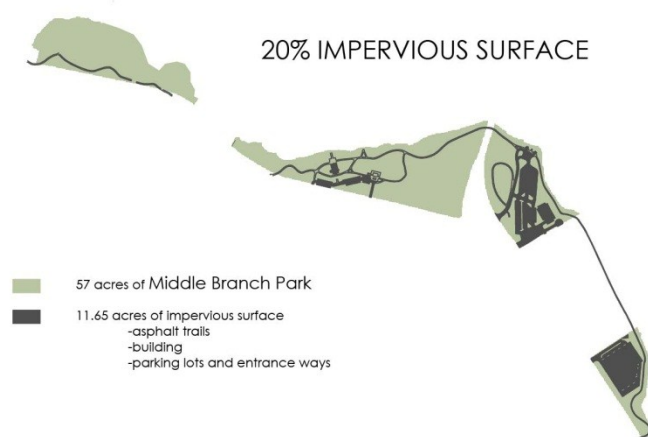 20% IMPERVIOUS SURFACE
57 acres of Middle Branch Park
11.65 acres of impervious surface
-asphalt trails
-building
-parking lots and entrance ways